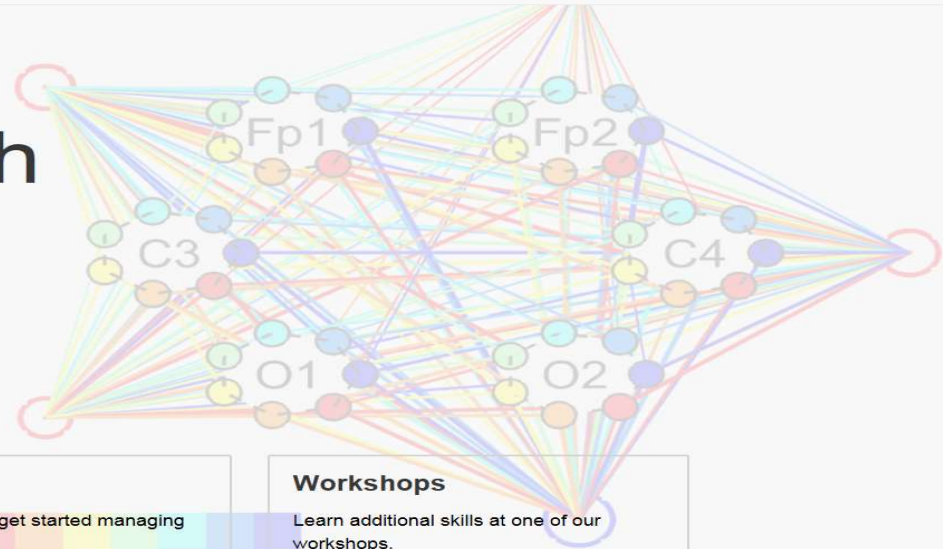 h
Fp1
Fp2
C3
C4
O1
O2
Workshops
get started managing
Learn additional skills at one of our
workshops.